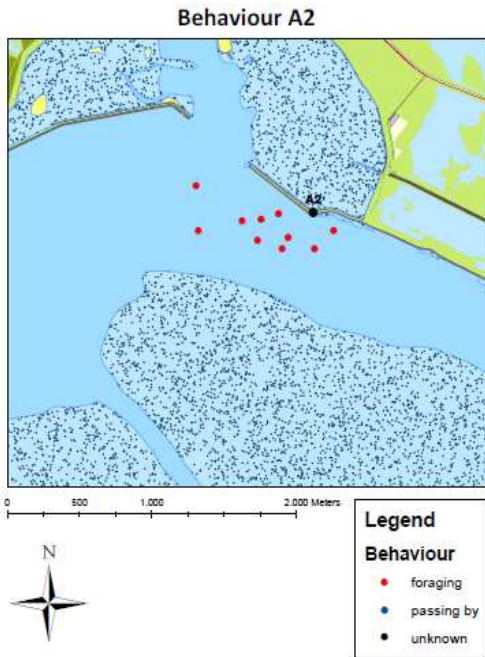 Behaviour A2
A2
0 500 1.000 2.000 Meters
N
Legend
Behaviour
foraging
passing by
unknown